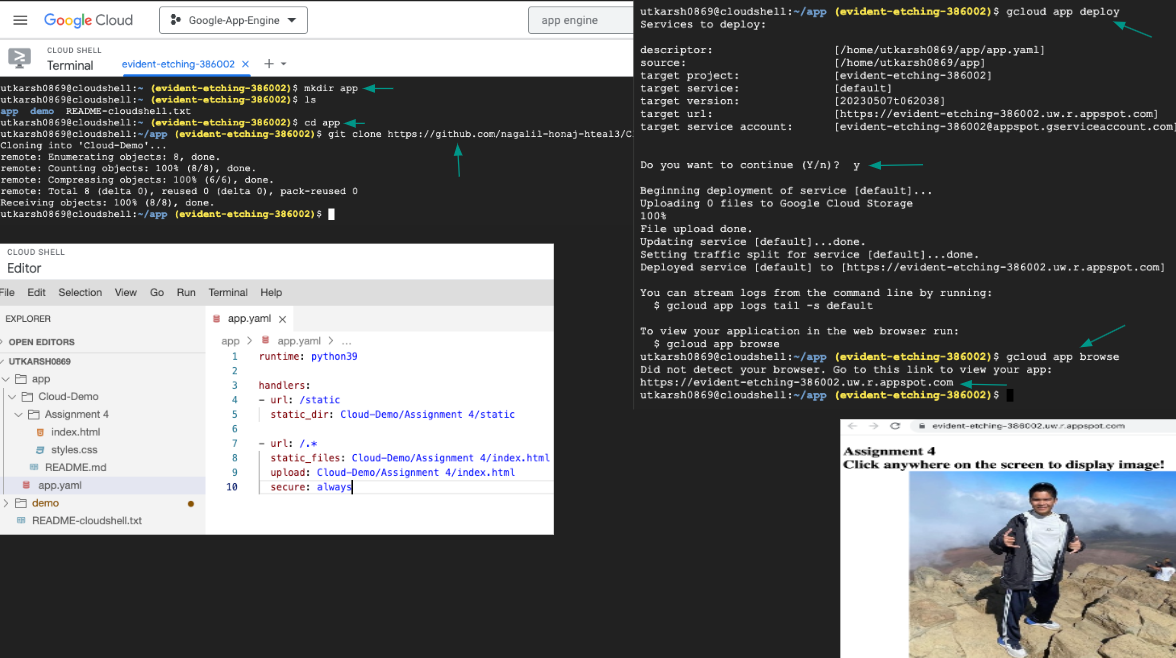 Google Cloud
Google-App-Engine
app engine
CLOUD SHELL
Terminal
evident-etching-386002 ×
utkarsh0869@cloudshell:~ (evident-etching-386002)$ mkdir app
utkarsh0869@cloudshell:~ (evident-etching-386002)$ ls
app demo README-cloudshell.txt
utkarsh0869@cloudshell:~ (evident-etching-386002)$ cd app
utkarsh0869@cloudshell:~/app (evident-etching-386002)$ git clone https://github.com/nagalli-honaj-hteal3/C
Cloning into 'Cloud-Demo'...
remote: Enumerating objects: 8, done.
remote: Counting objects: 100% (8/8), done.
remote: Compressing objects: 100% (6/6), done.
remote: Total 8 (delta 0), reused 0 (delta 0), pack-reused 0
Receiving objects: 100% (8/8), done.
utkarsh0869@cloudshell:~/app (evident-etching-386002)$
CLOUD SHELL
Editor
File Edit Selection View Go Run Terminal Help
EXPLORER
OPEN EDITORS
UTKARSH0869
app
Cloud-Demo
Assignment 4
index.html
styles.css
README.md
app.yaml
demo
README-cloudshell.txt
app.yaml ×
app > app.yaml > ...
1 runtime: python39
2
3 handlers:
4 - url: /static
5 static_dir: Cloud-Demo/Assignment 4/static
6
7 - url: /.*
8 static_files: Cloud-Demo/Assignment 4/index.html
9 upload: Cloud-Demo/Assignment 4/index.html
10 secure: always
utkarsh0869@cloudshell:~/app (evident-etching-386002)$ gcloud app deploy
Services to deploy:
descriptor: [/home/utkarsh0869/app/app.yaml]
source: [/home/utkarsh0869/app]
target project: [evident-etching-386002]
target service: [default]
target version: [20230507t062038]
target url: [https://evident-etching-386002.uw.r.appspot.com]
target service account: [evident-etching-386002@appspot.gserviceaccount.com]
Do you want to continue (Y/n)? y
Beginning deployment of service [default]...
Uploading 0 files to Google Cloud Storage
100%
File upload done.
Updating service [default]...done.
Setting traffic split for service [default]...done.
Deployed service [default] to [https://evident-etching-386002.uw.r.appspot.com]
You can stream logs from the command line by running:
$ gcloud app logs tail -s default
To view your application in the web browser run:
$ gcloud app browse
utkarsh0869@cloudshell:~/app (evident-etching-386002)$ gcloud app browse
Did not detect your browser. Go to this link to view your app:
https://evident-etching-386002.uw.r.appspot.com
utkarsh0869@cloudshell:~/app (evident-etching-386002)$
evident-etching-386002.uw.r.appspot.com
Assignment 4
Click anywhere on the screen to display image!